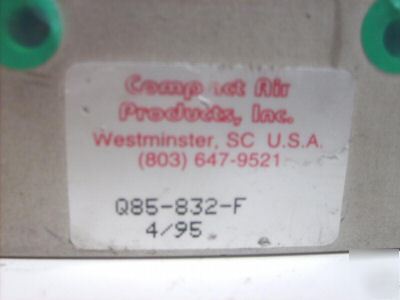 Compact Air
Products, Inc.
Westminster, SC U.S.A.
(803) 647-9521
Q85-832-F
4/95